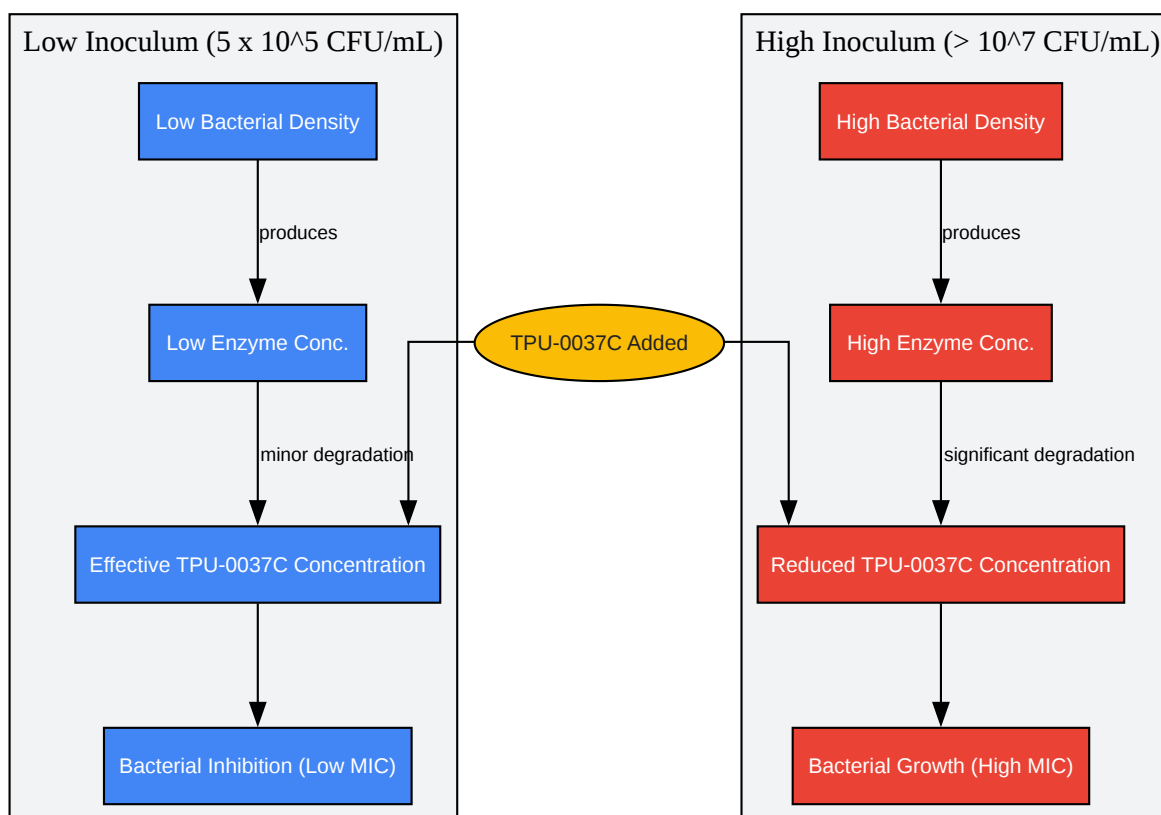 Low Inoculum (5 x 10^5 CFU/mL)
Low Bacterial Density
produces
Low Enzyme Conc.
minor degradation
Effective TPU-0037C Concentration
Bacterial Inhibition (Low MIC)
TPU-0037C Added
High Inoculum (> 10^7 CFU/mL)
High Bacterial Density
produces
High Enzyme Conc.
significant degradation
Reduced TPU-0037C Concentration
Bacterial Growth (High MIC)